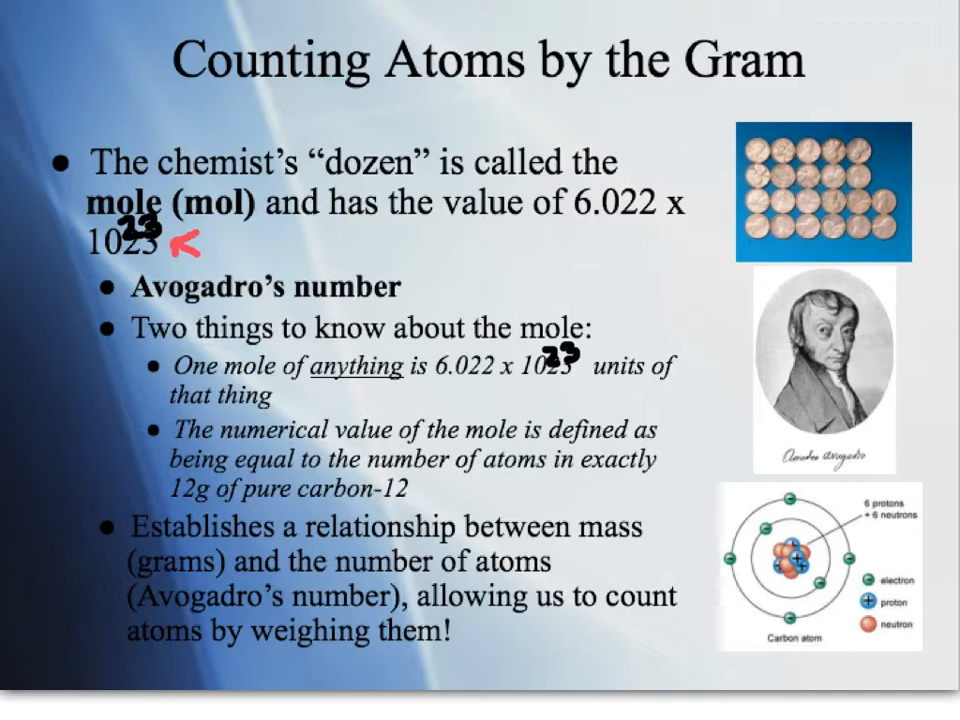 Counting Atoms by the Gram
● The chemist's “dozen” is called the
mole (mol) and has the value of 6.022 x
1023 23 <
● Avogadro's number
● Two things to know about the mole:
● One mole of anything is 6.022 x 1023 23 units of
that thing
● The numerical value of the mole is defined as
being equal to the number of atoms in exactly
12g of pure carbon-12
● Establishes a relationship between mass
(grams) and the number of atoms
(Avogadro's number), allowing us to count
atoms by weighing them!
Amedeo Avogadro
6 protons
+ 6 neutrons
electron
proton
neutron
Carbon atom